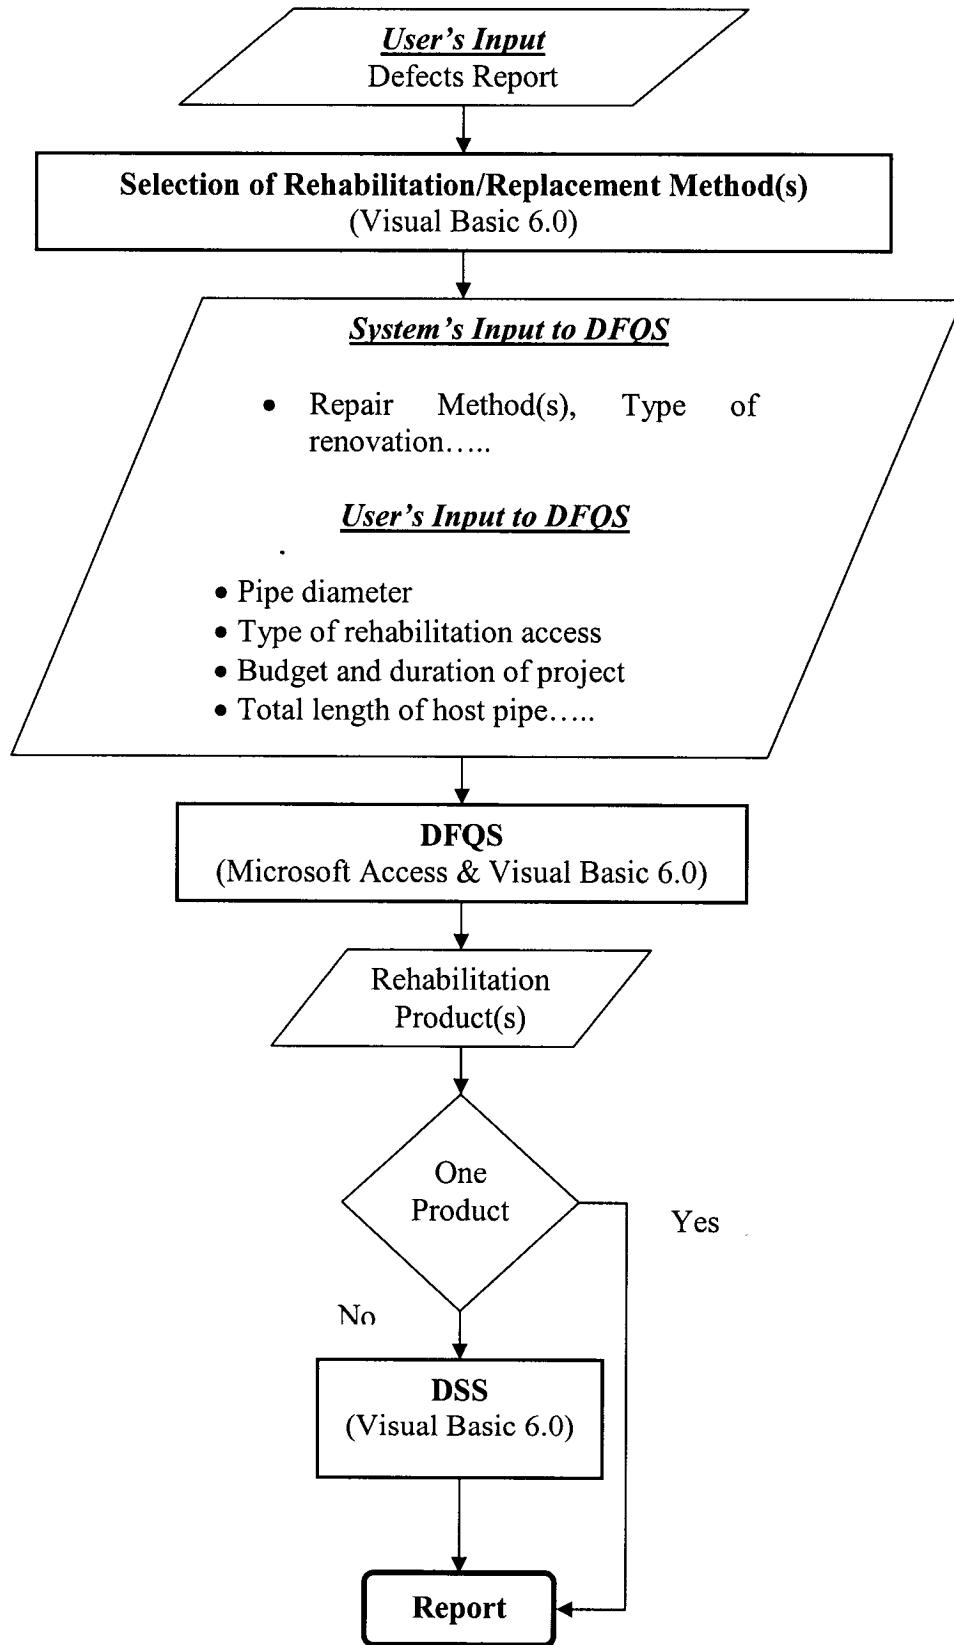 User's Input
Defects Report
Selection of Rehabilitation/Replacement Method(s)
(Visual Basic 6.0)
System's Input to DFQS
• Repair Method(s), Type of
renovation…..
User's Input to DFQS
• Pipe diameter
• Type of rehabilitation access
• Budget and duration of project
• Total length of host pipe…..
DFQS
(Microsoft Access & Visual Basic 6.0)
Rehabilitation
Product(s)
One
Product
Yes
No
DSS
(Visual Basic 6.0)
Report